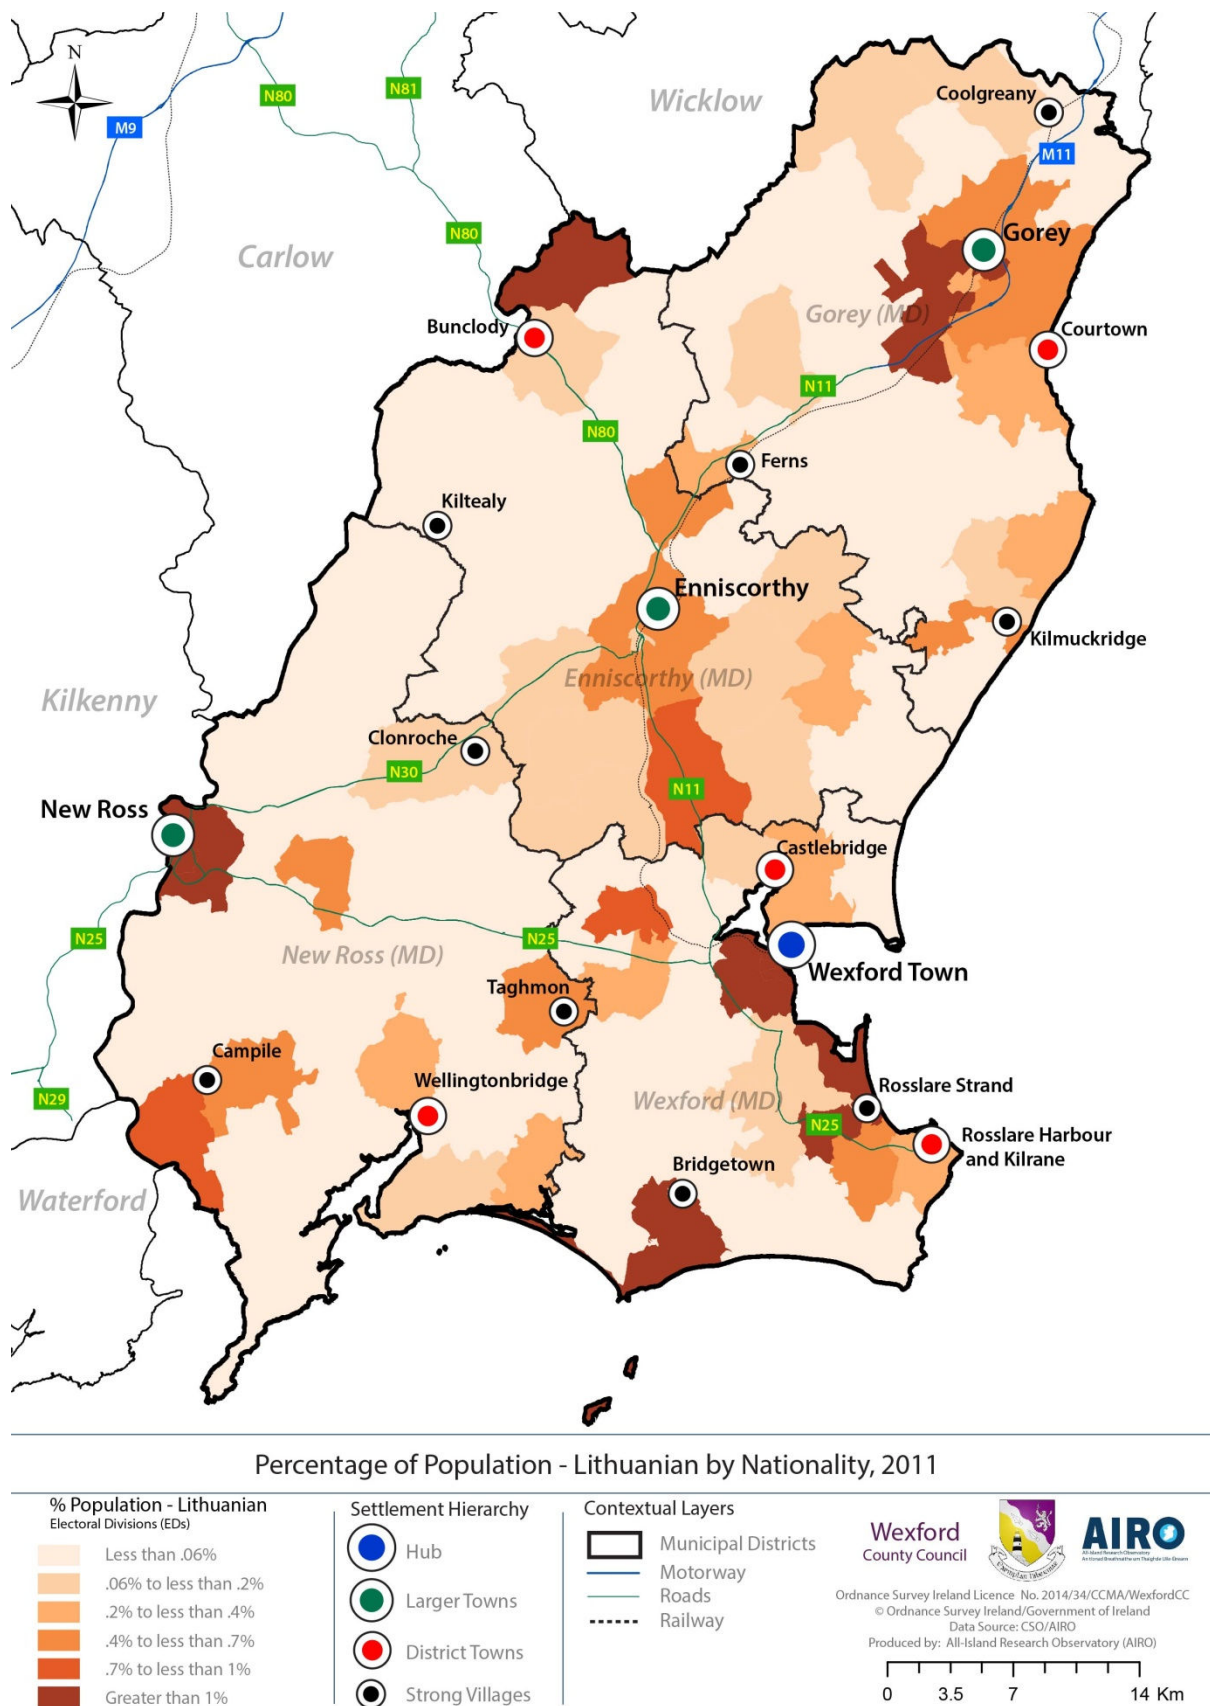 N
Wicklow
Coolgreany
N80
N81
M9
M11
N80
Carlow
Gorey
Gorey (MD)
Bunclody
Courtown
N11
N80
Ferns
Kiltealy
Enniscorthy
Kilmuckridge
Enniscorthy (MD)
Kilkenny
Clonroche
N30
N11
New Ross
Castlebridge
N25
N25
New Ross (MD)
Wexford Town
Taghmon
Campile
Wellingtonbridge
Rosslare Strand
N29
Wexford (MD)
N25
Rosslare Harbour
and Kilrane
Bridgetown
Waterford
Percentage of Population - Lithuanian by Nationality, 2011
% Population - Lithuanian
Electoral Divisions (EDs)
Less than .06%
.06% to less than .2%
.2% to less than .4%
.4% to less than .7%
.7% to less than 1%
Greater than 1%
Settlement Hierarchy
Hub
Larger Towns
District Towns
Strong Villages
Contextual Layers
Municipal Districts
Motorway
Roads
Railway
Wexford
County Council
AIRO
All-Island Research Observatory
Ordnance Survey Ireland Licence No. 2014/34/CCMA/WexfordCC
© Ordnance Survey Ireland/Government of Ireland
Data Source: CSO/AIRO
Produced by: All-Island Research Observatory (AIRO)
0 3.5 7 14 Km